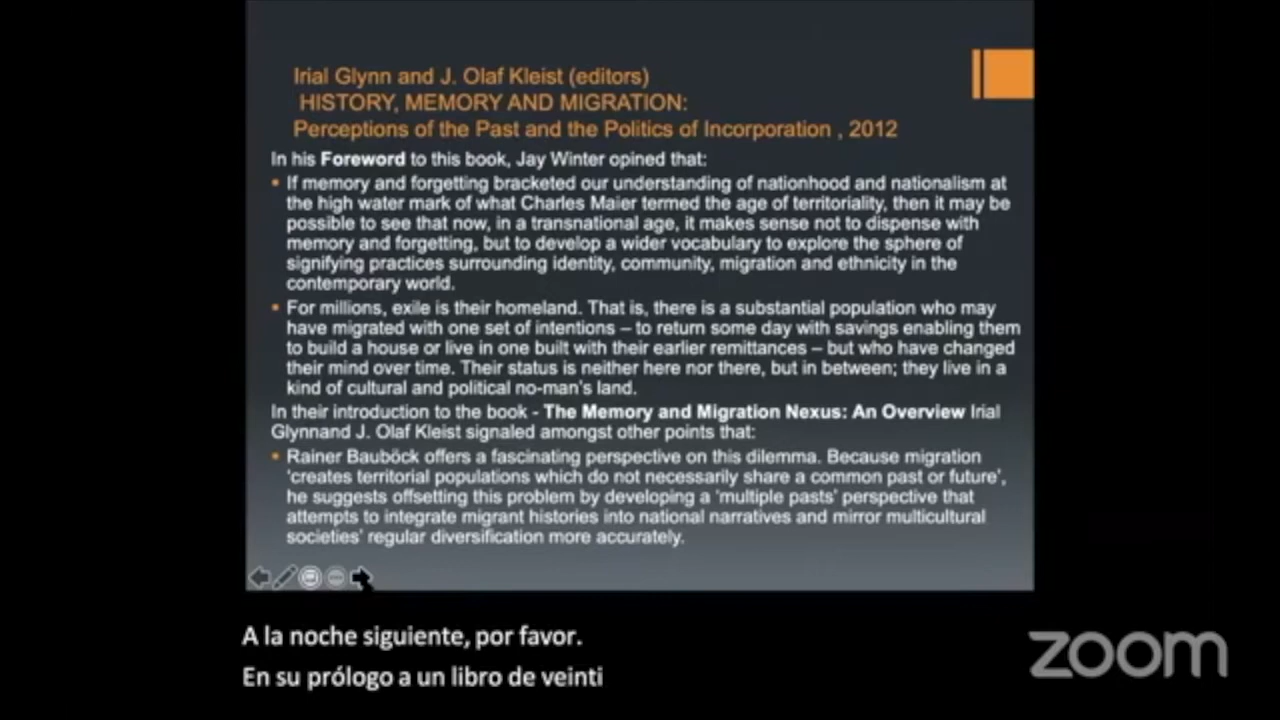 Irial Glynn and J. Olaf Kleist (editors)
HISTORY, MEMORY AND MIGRATION:
Perceptions of the Past and the Politics of Incorporation , 2012
In his Foreword to this book, Jay Winter opined that:
▪ If memory and forgetting bracketed our understanding of nationhood and nationalism at
the high water mark of what Charles Maier termed the age of territoriality, then it may be
possible to see that now, in a transnational age, it makes sense not to dispense with
memory and forgetting, but to develop a wider vocabulary to explore the sphere of
signifying practices surrounding identity, community, migration and ethnicity in the
contemporary world.
▪ For millions, exile is their homeland. That is, there is a substantial population who may
have migrated with one set of intentions – to return some day with savings enabling them
to build a house or live in one built with their earlier remittances – but who have changed
their mind over time. Their status is neither here nor there, but in between; they live in a
kind of cultural and political no-man's land.
In their introduction to the book - The Memory and Migration Nexus: An Overview Irial
Glynnand J. Olaf Kleist signaled amongst other points that:
▪ Rainer Bauböck offers a fascinating perspective on this dilemma. Because migration
'creates territorial populations which do not necessarily share a common past or future',
he suggests offsetting this problem by developing a 'multiple pasts' perspective that
attempts to integrate migrant histories into national narratives and mirror multicultural
societies' regular diversification more accurately.
A la noche siguiente, por favor.
En su prólogo a un libro de veinti
zoom